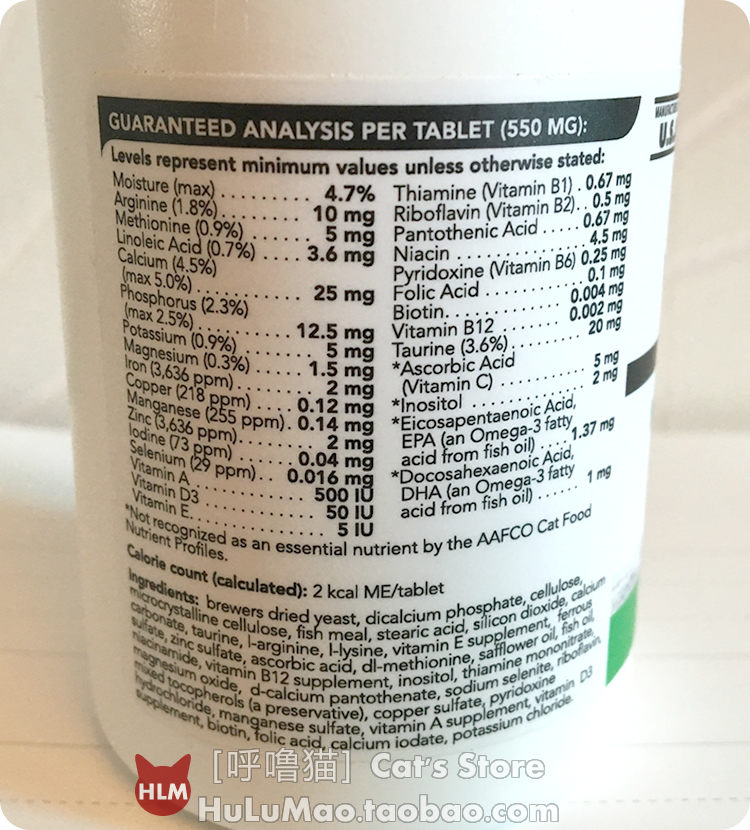 GUARANTEED ANALYSIS PER TABLET (550 MG):
Levels represent minimum values unless otherwise stated:
Moisture (max) . . . . . . . . . 4.7%
Arginine (1.8%) . . . . . . . . 10 mg
Methionine (0.9%) . . . . . . . 5 mg
Linoleic Acid (0.7%) . . . . 3.6 mg
Calcium (4.5%)
(max 5.0%) . . . . . . . . . . . 25 mg
Phosphorus (2.3%)
(max 2.5%) . . . . . . . . . . 12.5 mg
Potassium (0.9%) . . . . . . . 5 mg
Magnesium (0.3%) . . . . . 1.5 mg
Iron (3,636 ppm) . . . . . . . . 2 mg
Copper (218 ppm) . . . . 0.12 mg
Manganese (255 ppm) . 0.14 mg
Zinc (3,636 ppm) . . . . . . . . 2 mg
Iodine (73 ppm) . . . . . . 0.04 mg
Selenium (29 ppm) . . 0.016 mg
Vitamin A . . . . . . . . . . . 500 IU
Vitamin D3 . . . . . . . . . . . 50 IU
Vitamin E . . . . . . . . . . . . . 5 IU
Thiamine (Vitamin B1) . 0.67 mg
Riboflavin (Vitamin B2) . . 0.5 mg
Pantothenic Acid . . . . . 0.67 mg
Niacin . . . . . . . . . . . . . . 4.5 mg
Pyridoxine (Vitamin B6) 0.25 mg
Folic Acid . . . . . . . . . . . 0.1 mg
Biotin. . . . . . . . . . . . . 0.004 mg
Vitamin B12 . . . . . . . . 0.002 mg
Taurine (3.6%) . . . . . . . . 20 mg
*Ascorbic Acid
(Vitamin C) . . . . . . . . . . . 5 mg
*Inositol . . . . . . . . . . . . . 2 mg
*Eicosapentaenoic Acid,
EPA (an Omega-3 fatty
acid from fish oil) . . . . 1.37 mg
*Docosahexaenoic Acid,
DHA (an Omega-3 fatty
acid from fish oil) . . . . . . 1 mg
*Not recognized as an essential nutrient by the AAFCO Cat Food
Nutrient Profiles.
Calorie count (calculated): 2 kcal ME/tablet
Ingredients: brewers dried yeast, dicalcium phosphate, cellulose,
microcrystalline cellulose, fish meal, stearic acid, silicon dioxide, calcium
carbonate, taurine, l-arginine, l-lysine, vitamin E supplement, ferrous
sulfate, zinc sulfate, ascorbic acid, dl-methionine, safflower oil, fish oil,
niacinamide, vitamin B12 supplement, inositol, thiamine mononitrate,
magnesium oxide, d-calcium pantothenate, sodium selenite, riboflavin,
mixed tocopherols (a preservative), copper sulfate, pyridoxine
hydrochloride, manganese sulfate, vitamin A supplement, vitamin D3
supplement, biotin, folic acid, calcium iodate, potassium chloride.
HLM
[呼噜猫] Cat's Store
HuLuMao.taobao.com